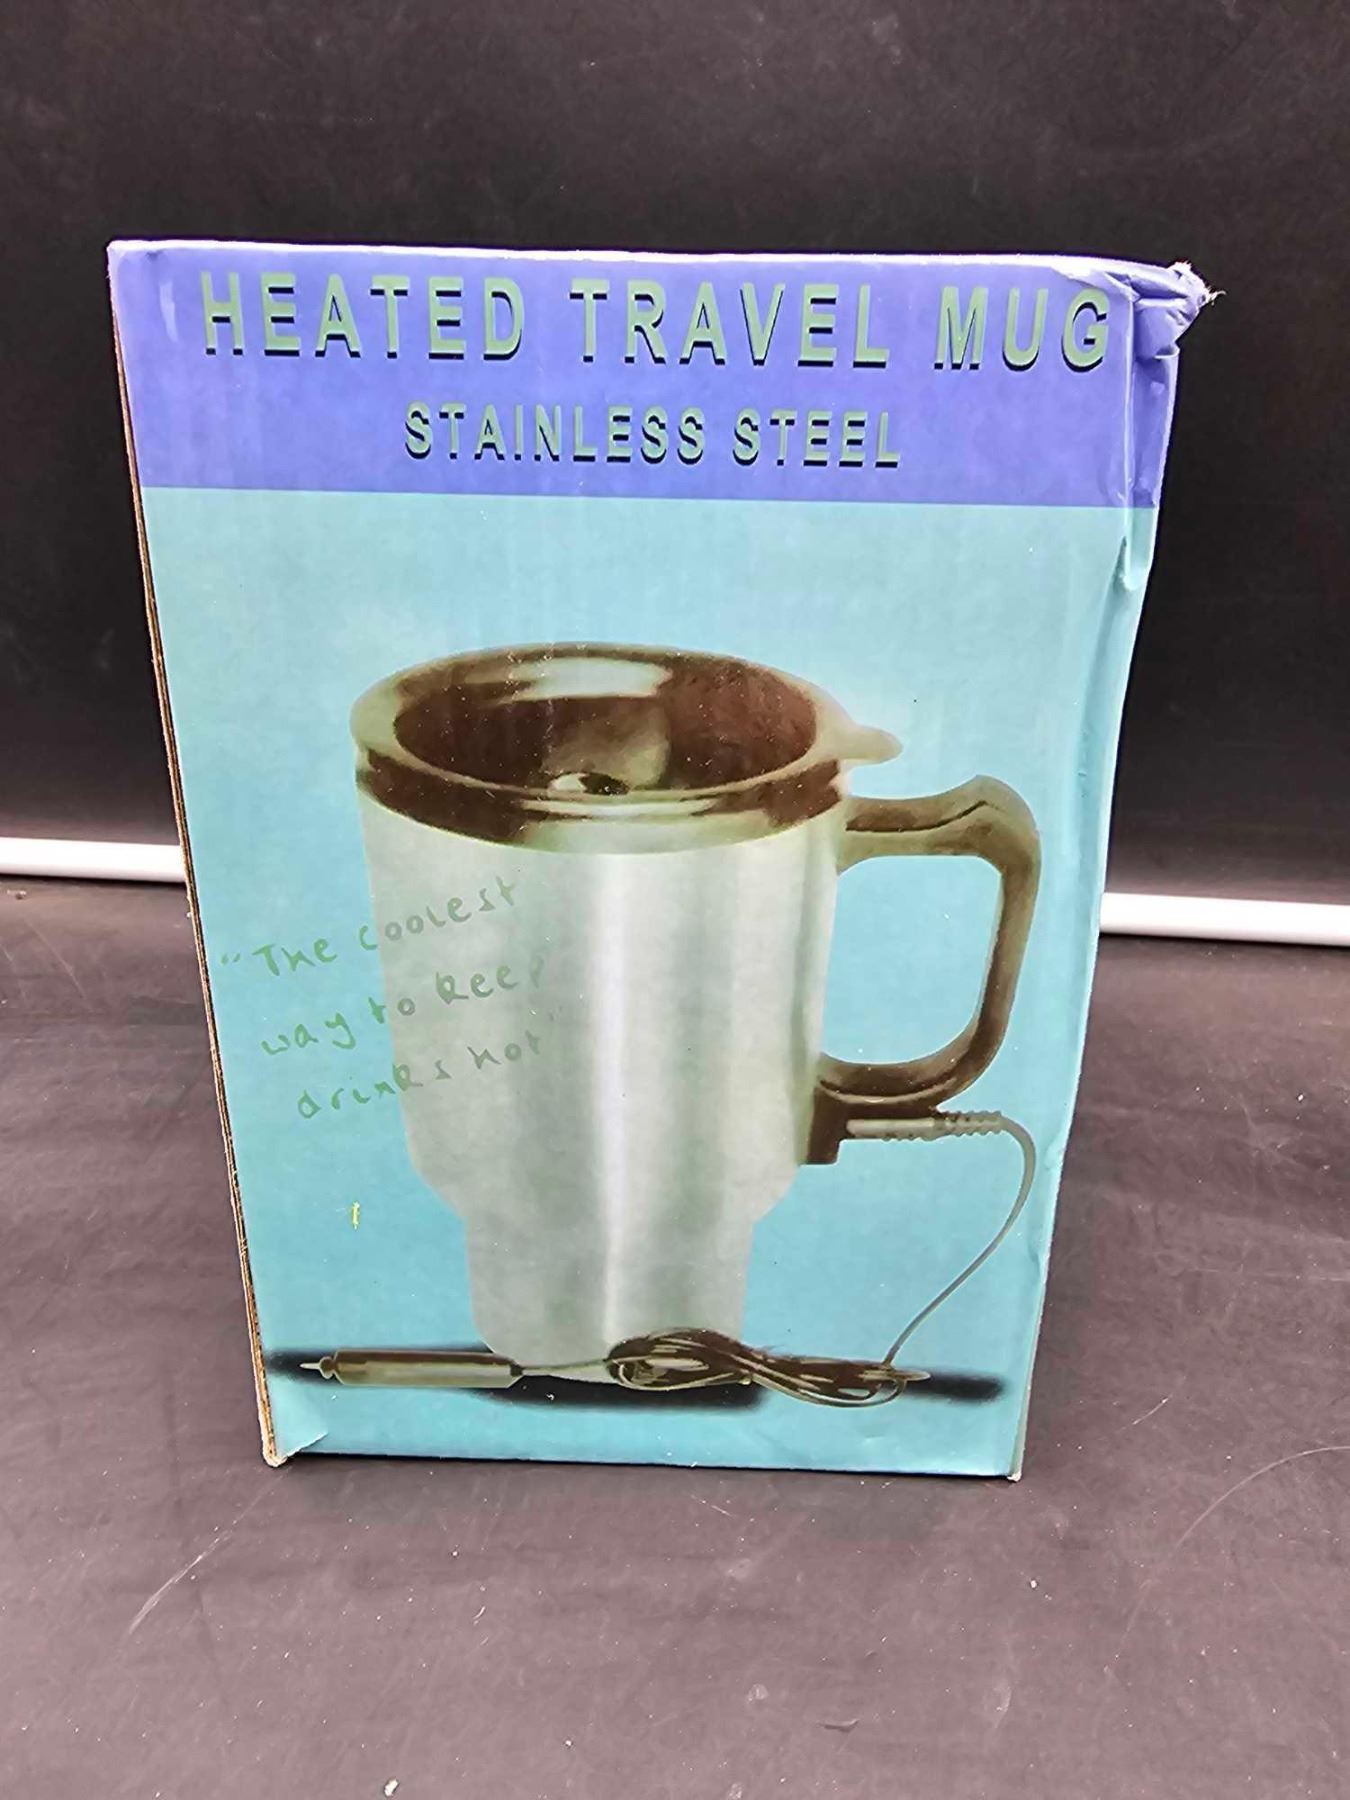 HEATED TRAVEL MUG
STAINLESS STEEL
"The coolest
way to keep
drinks hot"